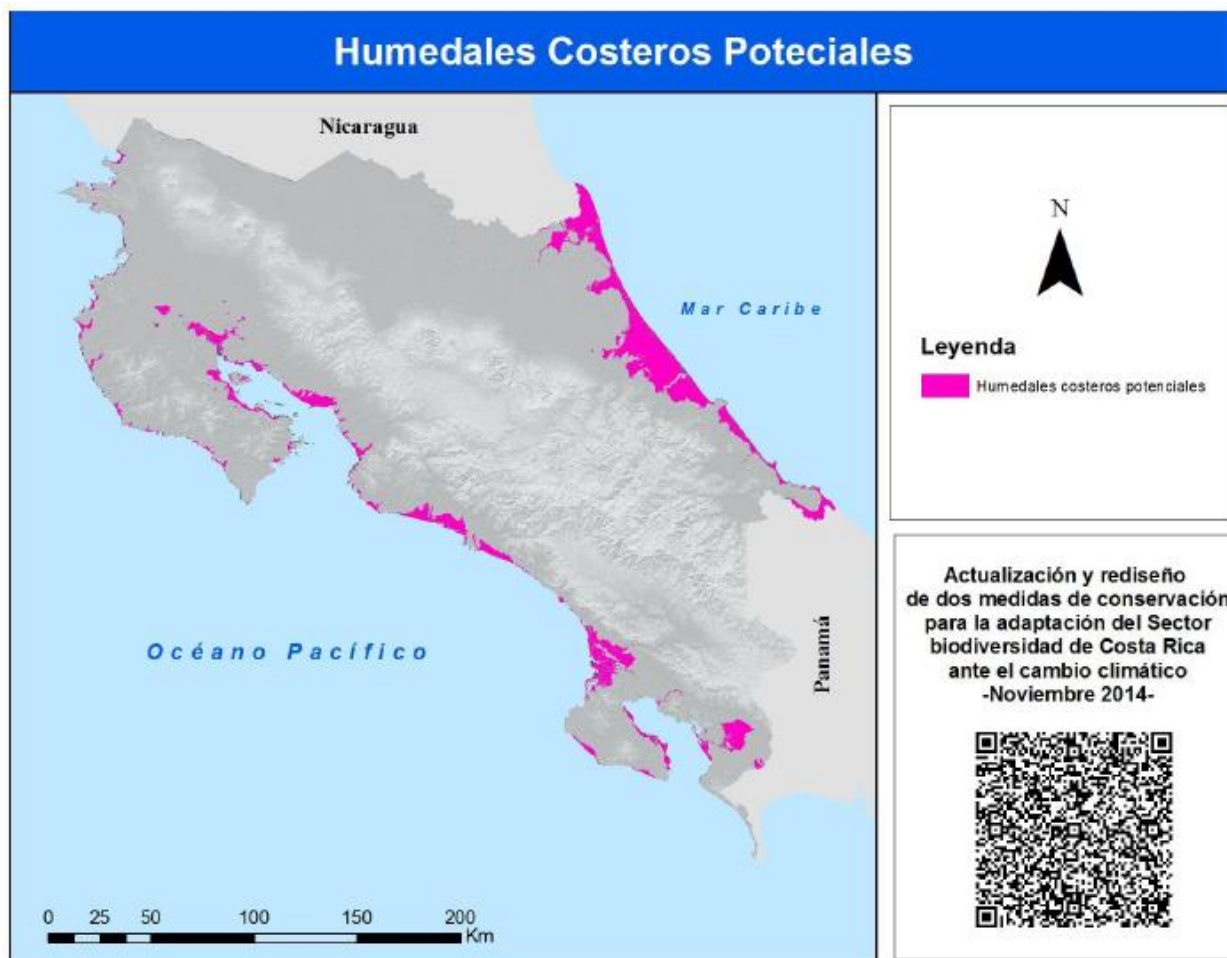 Humedales Costeros Poteciales
Nicaragua
Mar Caribe
Océano Pacífico
Panamá
0 25 50 100 150 200
Km
N
Leyenda
Humedales costeros potenciales
Actualización y rediseño
de dos medidas de conservación
para la adaptación del Sector
biodiversidad de Costa Rica
ante el cambio climático
-Noviembre 2014-